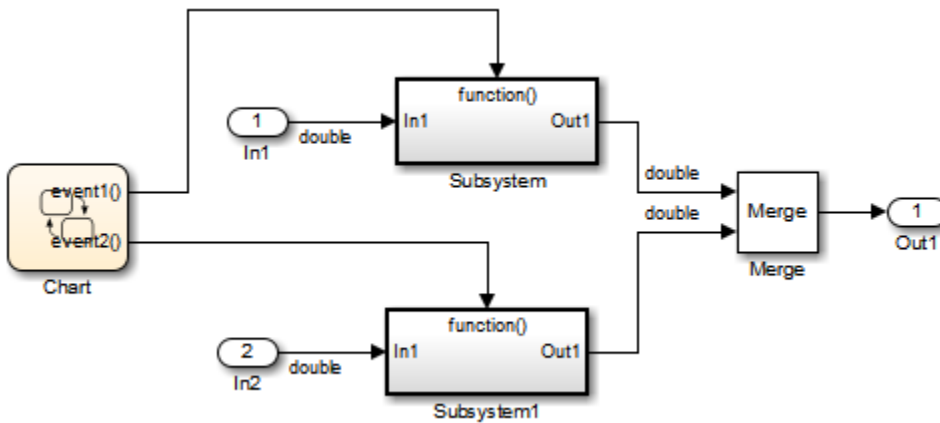 function()
1
In1
double
In1
Out1
Subsystem
event1()
event2()
Chart
double
double
Merge
Merge
1
Out1
function()
2
In2
double
In1
Out1
Subsystem1